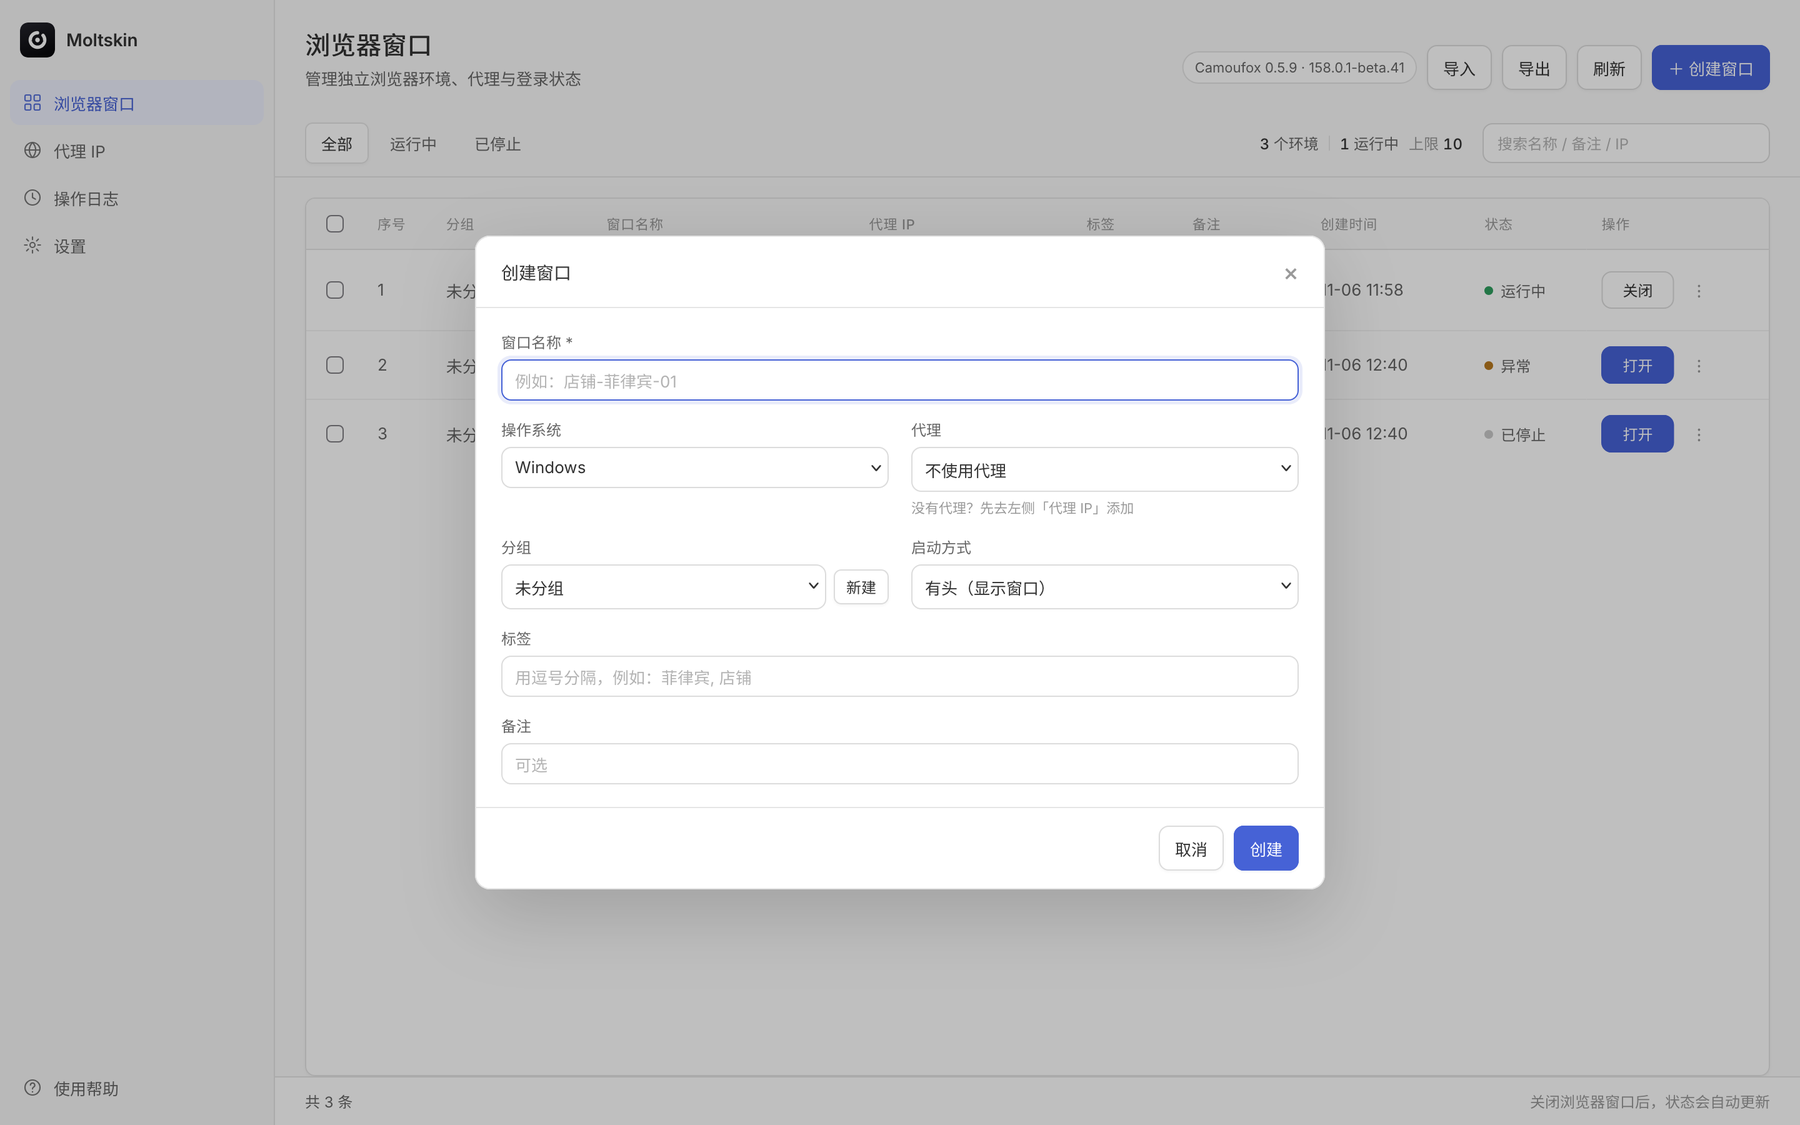 Moltskin
浏览器窗口
代理 IP
操作日志
设置
使用帮助
浏览器窗口
管理独立浏览器环境、代理与登录状态
Camoufox 0.5.9 · 158.0.1-beta.41
导入
导出
刷新
+ 创建窗口
全部
运行中
已停止
3 个环境
1 运行中
上限 10
搜索名称 / 备注 / IP
序号
分组
窗口名称
代理 IP
标签
备注
创建时间
状态
操作
1
未分
1-06 11:58
运行中
关闭
2
未分
1-06 12:40
异常
打开
3
未分
1-06 12:40
已停止
打开
创建窗口
窗口名称 *
例如：店铺-菲律宾-01
操作系统
代理
Windows
不使用代理
没有代理？先去左侧「代理 IP」添加
分组
启动方式
未分组
新建
有头（显示窗口）
标签
用逗号分隔，例如：菲律宾, 店铺
备注
可选
取消
创建
共 3 条
关闭浏览器窗口后，状态会自动更新